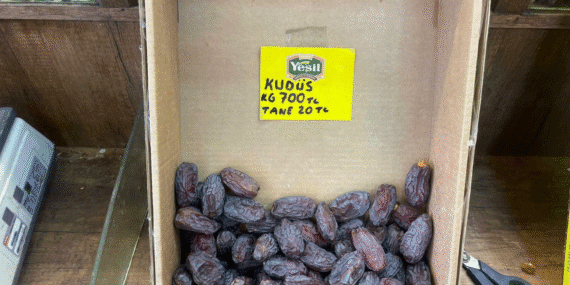 Yeşil
KUDÜS
KG 700 TL
TANE 20 TL